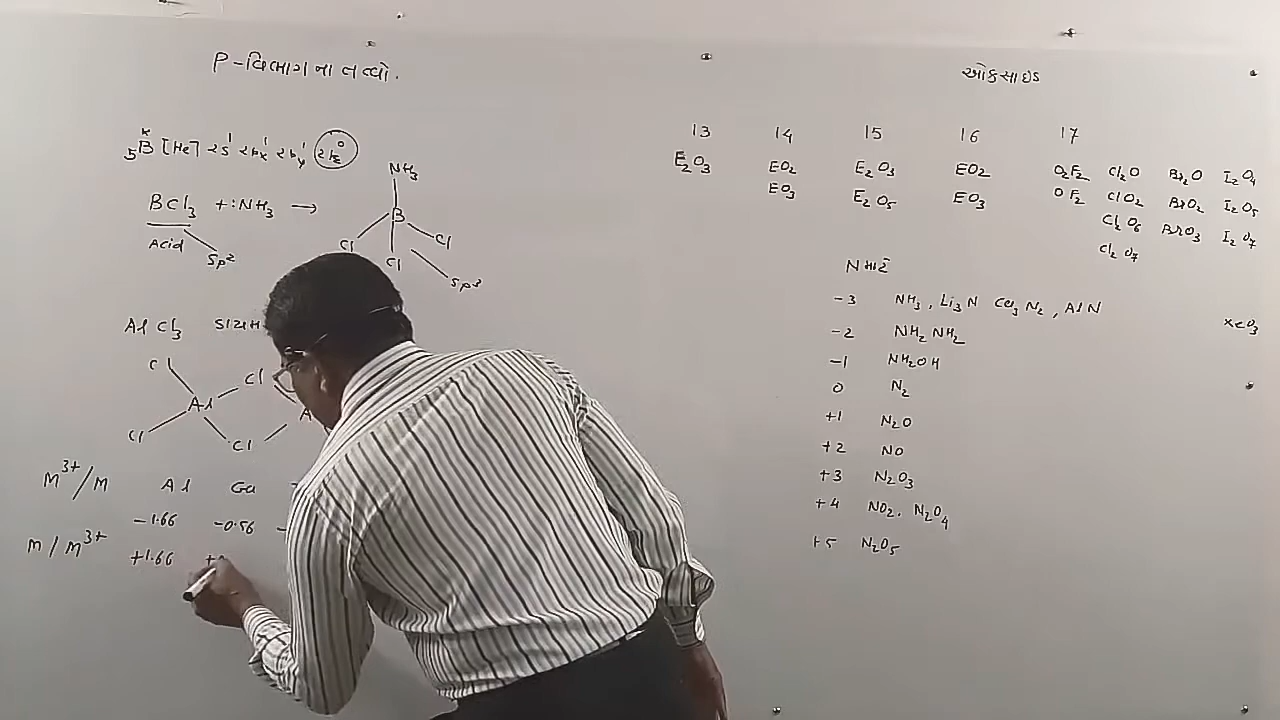 P-વિભાગ ના તત્વો.
*
₅B [He] 2s¹ 2px¹ 2py¹ 2pz⁰
BCl₃ + :NH₃ →
Acid
sp²
NH₃
B
Cl
Cl
Cl
sp³
AlCl₃
Cl
Cl
Al
Cl
Cl
M³⁺/M Al Ga
-1.66 -0.56
M/M³⁺
+1.66
ઓકસાઇડ
13 14 15 16 17
E₂O₃ EO₂ E₂O₃ EO₂ O₂F₂ Cl₂O Br₂O I₂O₄
EO₃ E₂O₅ EO₃ OF₂ ClO₂ BrO₂ I₂O₅
Cl₂O₆ BrO₃ I₂O₇
Cl₂O₇
N માટે
-3 NH₃, Li₃N , AlN
XeO₃
-2 NH₂NH₂
-1 NH₂OH
0 N₂
+1 N₂O
+2 NO
+3 N₂O₃
+4 NO₂, N₂O₄
+5 N₂O₅